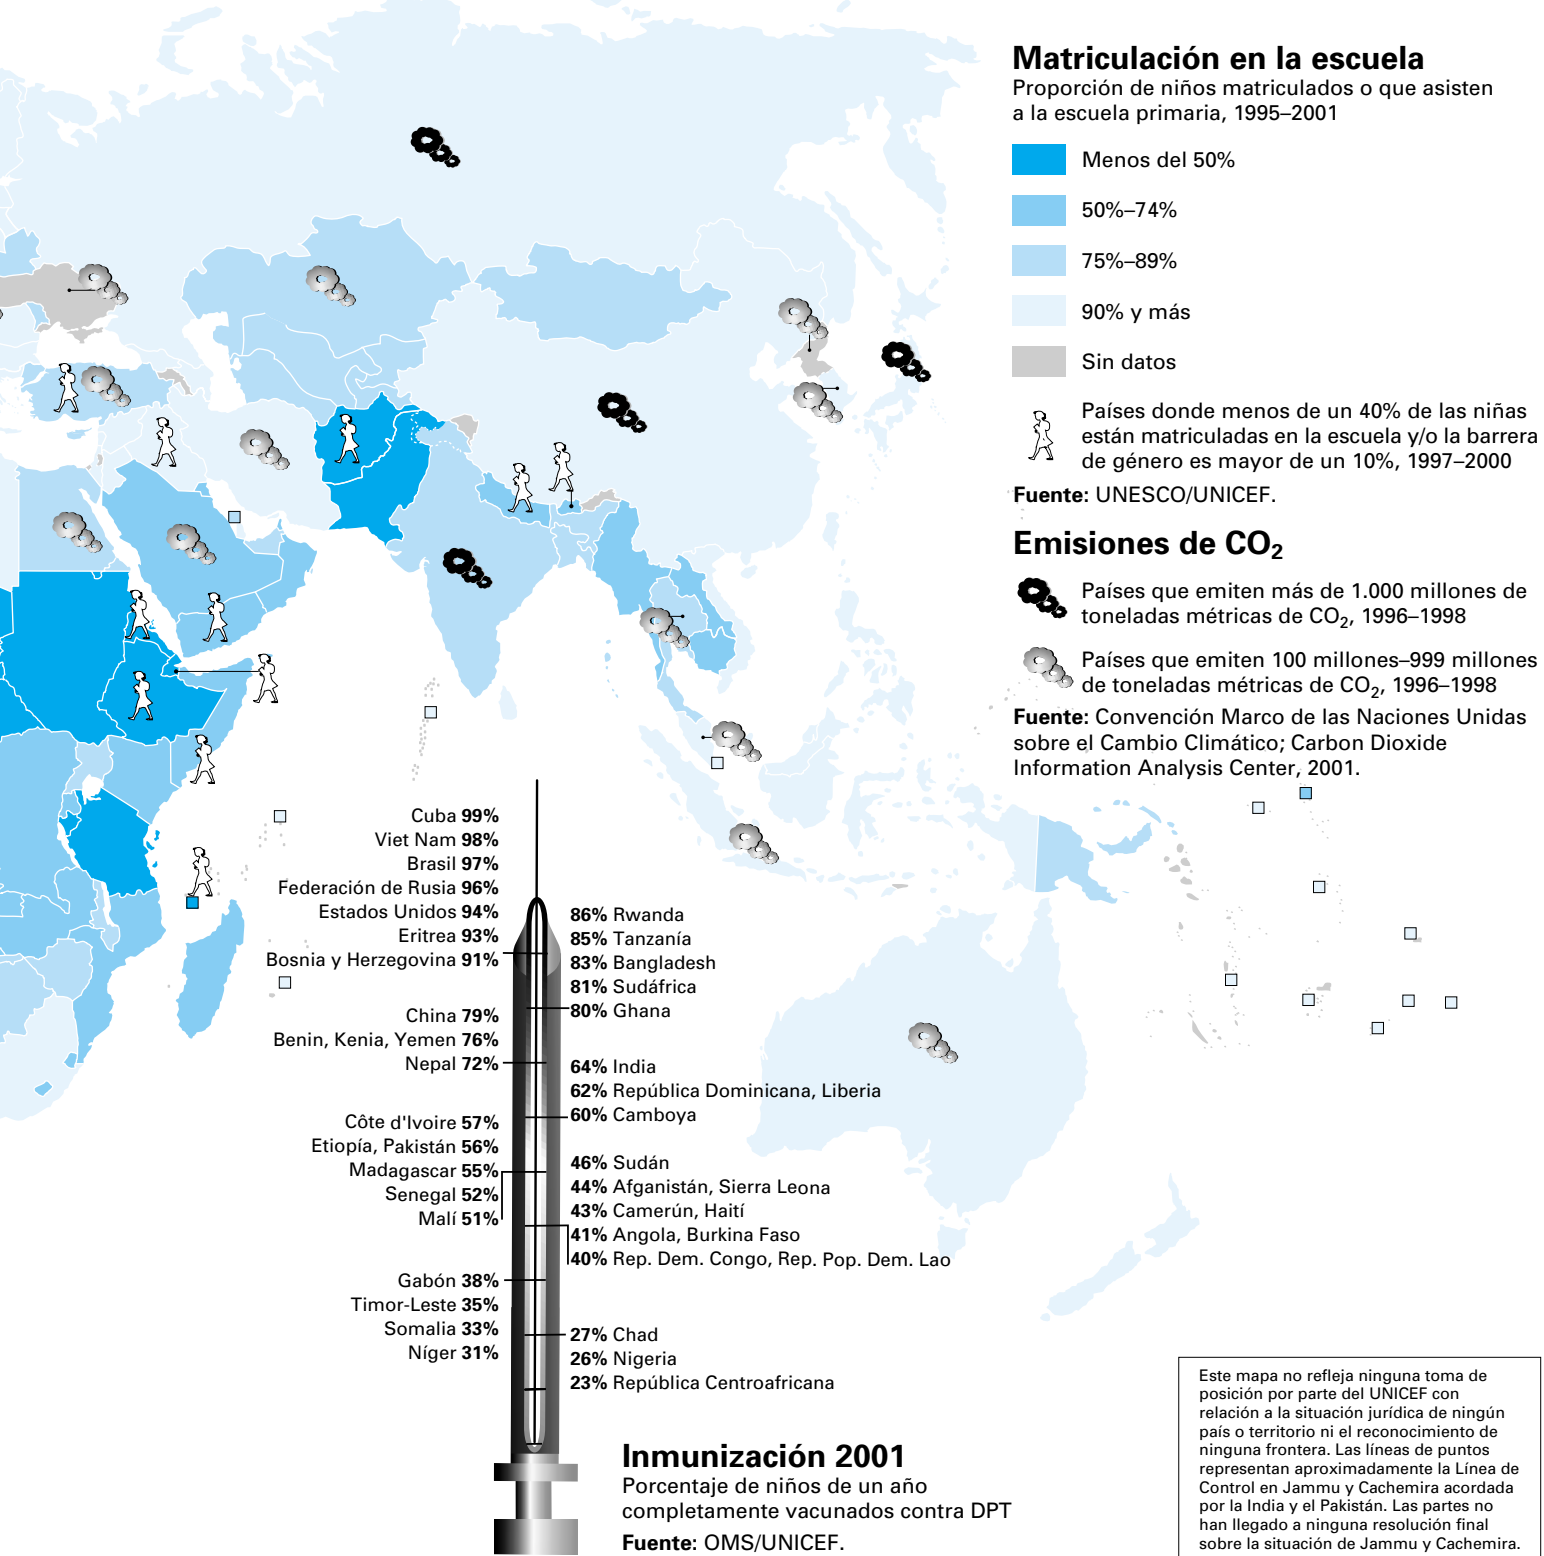 Matriculación en la escuela
Proporción de niños matriculados o que asisten
a la escuela primaria, 1995–2001
Menos del 50%
50%–74%
75%–89%
90% y más
Sin datos
Países donde menos de un 40% de las niñas
están matriculadas en la escuela y/o la barrera
de género es mayor de un 10%, 1997–2000
Fuente: UNESCO/UNICEF.
Emisiones de CO2
Países que emiten más de 1.000 millones de
toneladas métricas de CO2, 1996–1998
Países que emiten 100 millones–999 millones
de toneladas métricas de CO2, 1996–1998
Fuente: Convención Marco de las Naciones Unidas
sobre el Cambio Climático; Carbon Dioxide
Information Analysis Center, 2001.
Cuba 99%
Viet Nam 98%
Brasil 97%
Federación de Rusia 96%
Estados Unidos 94%
Eritrea 93%
Bosnia y Herzegovina 91%
86% Rwanda
85% Tanzanía
83% Bangladesh
81% Sudáfrica
80% Ghana
China 79%
Benin, Kenia, Yemen 76%
Nepal 72%
64% India
62% República Dominicana, Liberia
60% Camboya
Côte d'Ivoire 57%
Etiopía, Pakistán 56%
Madagascar 55%
Senegal 52%
Malí 51%
46% Sudán
44% Afganistán, Sierra Leona
43% Camerún, Haití
41% Angola, Burkina Faso
40% Rep. Dem. Congo, Rep. Pop. Dem. Lao
Gabón 38%
Timor-Leste 35%
Somalia 33%
Níger 31%
27% Chad
26% Nigeria
23% República Centroafricana
Inmunización 2001
Porcentaje de niños de un año
completamente vacunados contra DPT
Fuente: OMS/UNICEF.
Este mapa no refleja ninguna toma de
posición por parte del UNICEF con
relación a la situación jurídica de ningún
país o territorio ni el reconocimiento de
ninguna frontera. Las líneas de puntos
representan aproximadamente la Línea de
Control en Jammu y Cachemira acordada
por la India y el Pakistán. Las partes no
han llegado a ninguna resolución final
sobre la situación de Jammu y Cachemira.